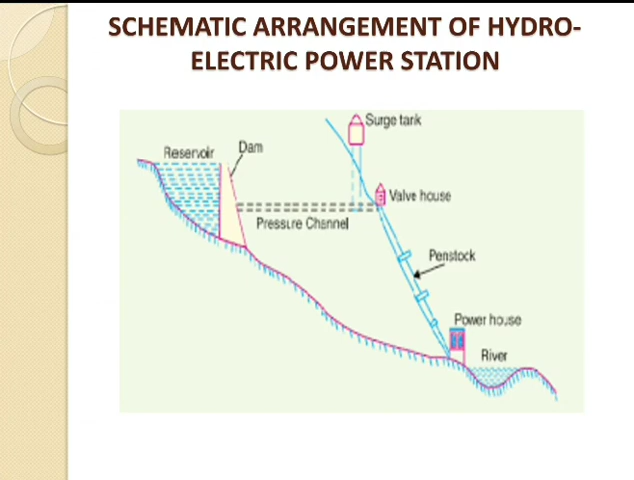 SCHEMATIC ARRANGEMENT OF HYDRO-
ELECTRIC POWER STATION
Surge tank
Reservoir
Dam
Valve house
Pressure Channel
Penstock
Power house
River